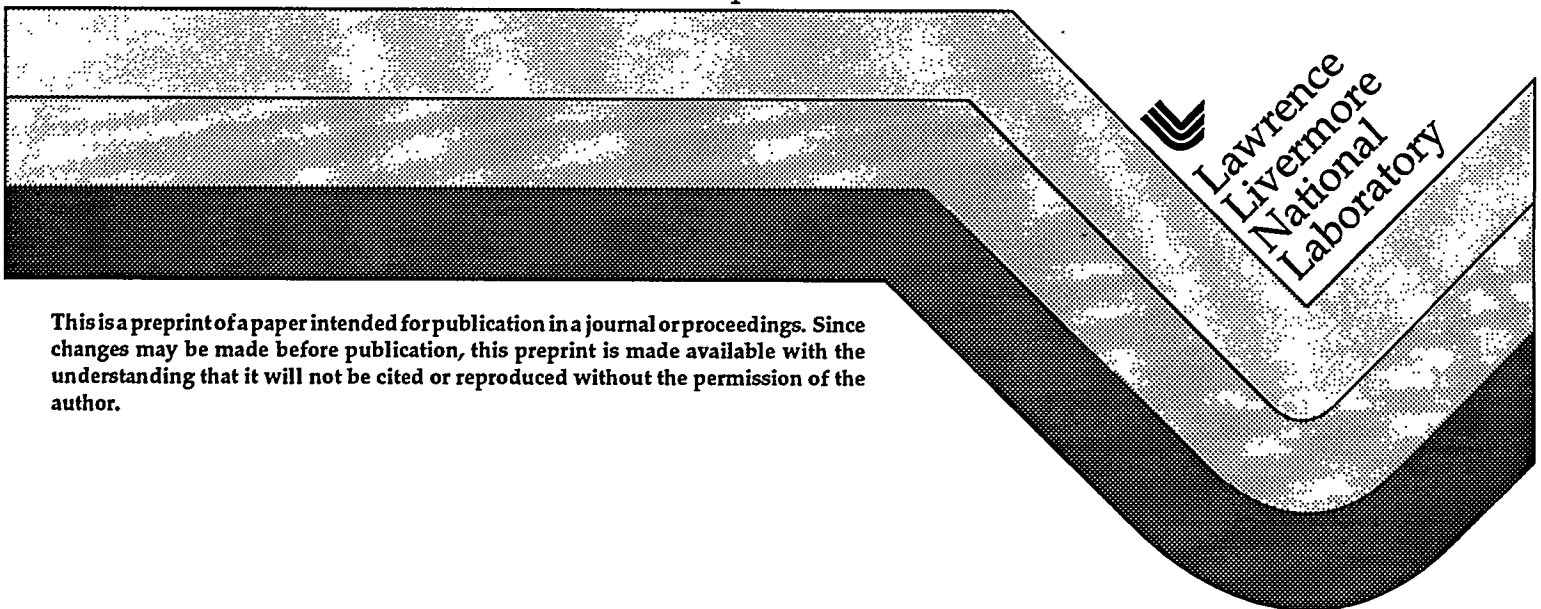 Lawrence
Livermore
National
Laboratory
This is a preprint of a paper intended for publication in a journal or proceedings. Since
changes may be made before publication, this preprint is made available with the
understanding that it will not be cited or reproduced without the permission of the
author.